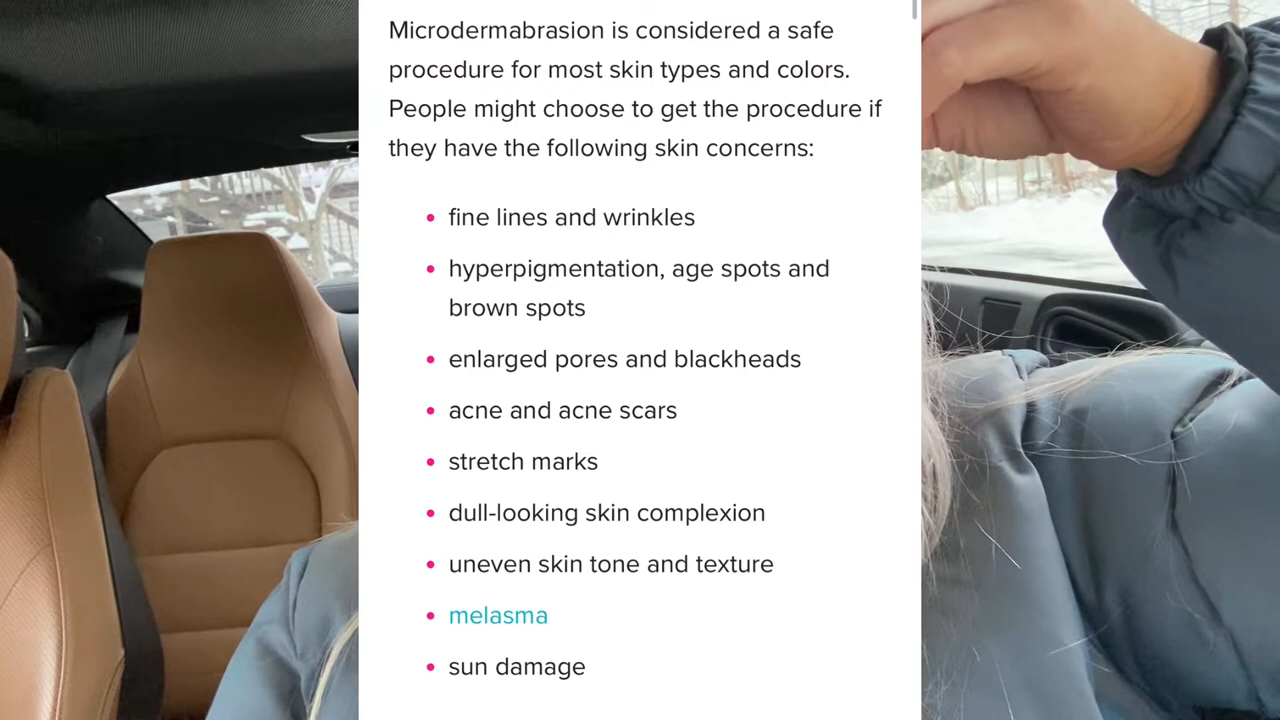 Microdermabrasion is considered a safe
procedure for most skin types and colors.
People might choose to get the procedure if
they have the following skin concerns:
• fine lines and wrinkles
• hyperpigmentation, age spots and
brown spots
• enlarged pores and blackheads
• acne and acne scars
• stretch marks
• dull-looking skin complexion
• uneven skin tone and texture
• melasma
• sun damage